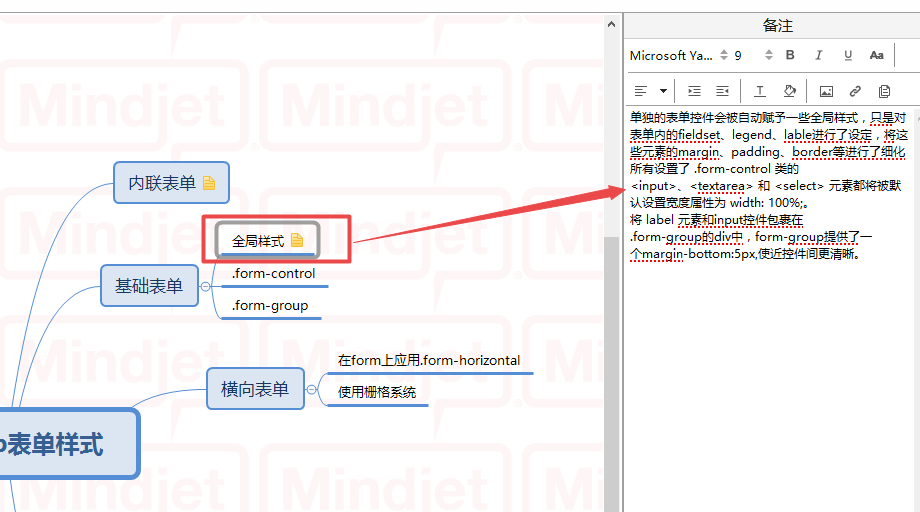 备注
Microsoft Ya... 9 B I U Aa
T
单独的表单控件会被自动赋予一些全局样式，只是对
表单内的fieldset、legend、lable进行了设定，将这
些元素的margin、padding、border等进行了细化
所有设置了 .form-control 类的
<input>、<textarea> 和 <select> 元素都将被默
认设置宽度属性为 width: 100%;。
将 label 元素和input控件包裹在
.form-group的div中，form-group提供了一
个margin-bottom:5px,使近控件间更清晰。
内联表单
全局样式
.form-control
基础表单
.form-group
在form上应用.form-horizontal
横向表单
使用栅格系统
p表单样式
Mindjet
Mindjet
Mindjet
Mindjet
Mindjet
Mindjet
Mindjet
Mindjet
Mindjet